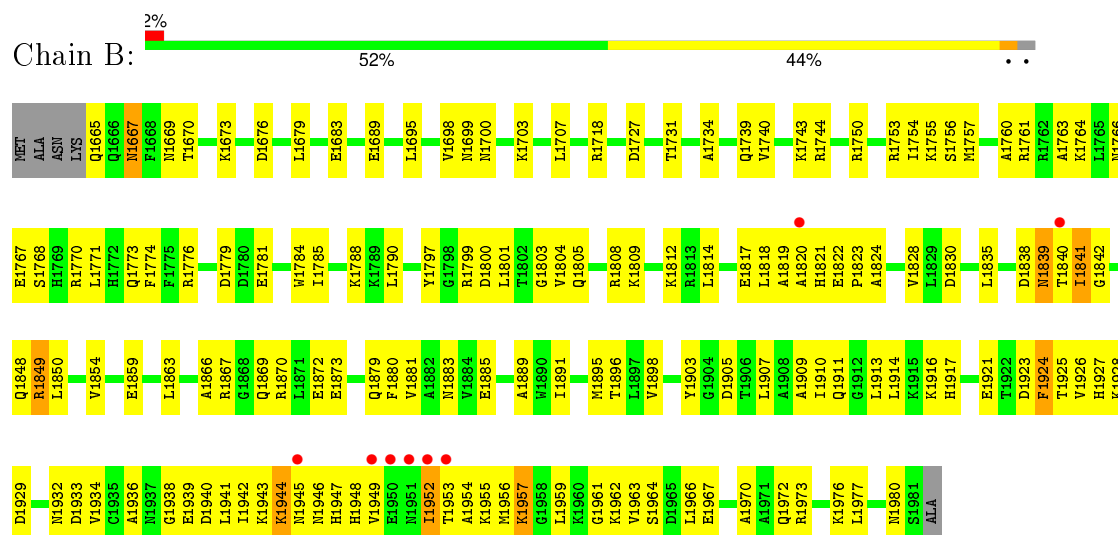 2%
Chain B:
52% 44% • •
MET ALA ASN LYS Q1665 Q1666 N1667 F1668 N1669 T1670 K1673 D1676 L1679 E1683 E1689 L1695 V1698 N1699 N1700 K1703 L1707 R1718 D1727 T1731 A1734 Q1739 V1740 K1743 R1744 R1750 R1753 I1754 K1755 S1756 M1757 A1760 R1761 R1762 A1763 K1764 L1765 N1766
E1767 S1768 H1769 R1770 L1771 H1772 Q1773 F1774 F1775 R1776 D1779 D1780 E1781 W1784 I1785 K1788 K1789 L1790 Y1797 G1798 R1799 D1800 L1801 T1802 G1803 V1804 Q1805 R1808 K1809 K1812 R1813 L1814 E1817 L1818 A1819 A1820 H1821 E1822 P1823 A1824 V1828 L1829 D1830 L1835 D1838 N1839 T1840 I1841 G1842
Q1848 R1849 L1850 V1854 E1859 L1863 A1866 R1867 G1868 Q1869 R1870 L1871 E1872 E1873 Q1879 F1880 V1881 A1882 N1883 V1884 E1885 A1889 W1890 I1891 M1895 T1896 L1897 V1898 Y1903 G1904 D1905 T1906 L1907 A1908 A1909 I1910 Q1911 G1912 L1913 L1914 K1915 K1916 H1917 E1921 T1922 D1923 F1924 T1925 V1926 H1927 K1928
D1929 N1932 D1933 V1934 C1935 A1936 N1937 G1938 E1939 D1940 L1941 I1942 K1943 K1944 N1945 N1946 H1947 H1948 V1949 E1950 N1951 I1952 T1953 A1954 K1955 M1956 K1957 G1958 L1959 K1960 G1961 K1962 V1963 S1964 D1965 L1966 E1967 A1970 A1971 Q1972 R1973 K1976 L1977 N1980 S1981 ALA